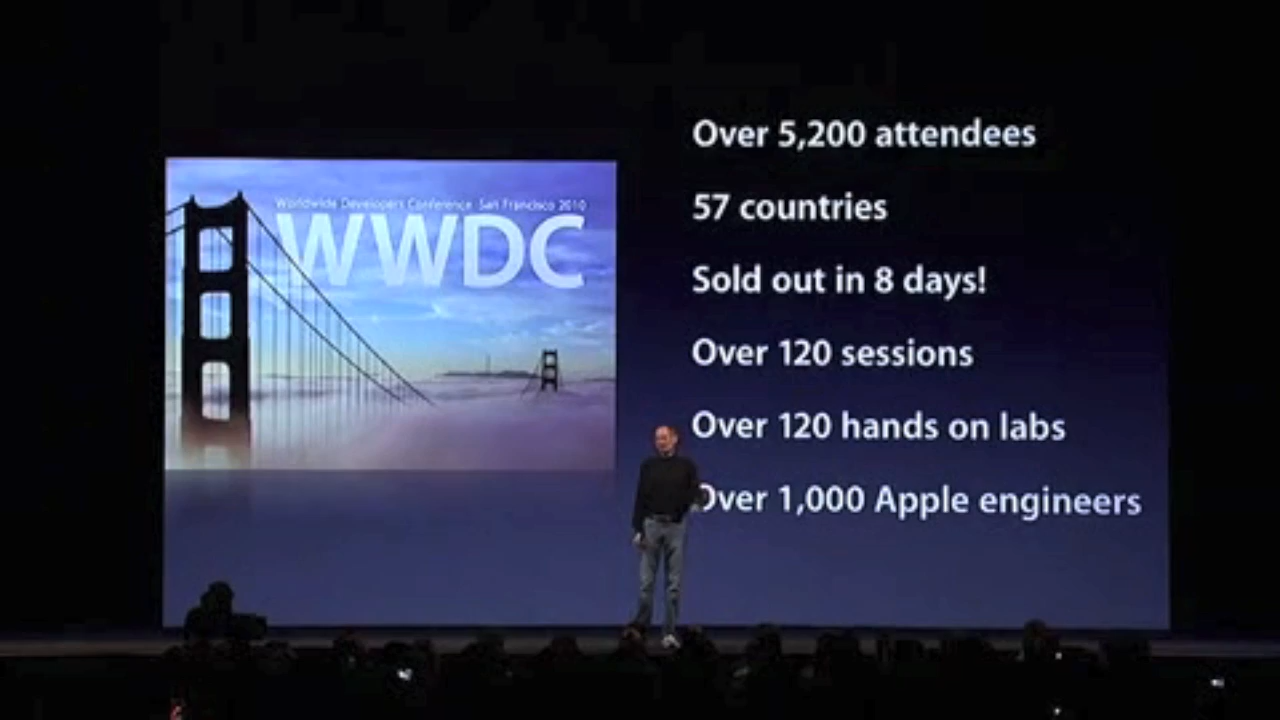 Worldwide Developers Conference San Francisco 2010
WWDC
Over 5,200 attendees
57 countries
Sold out in 8 days!
Over 120 sessions
Over 120 hands on labs
Over 1,000 Apple engineers